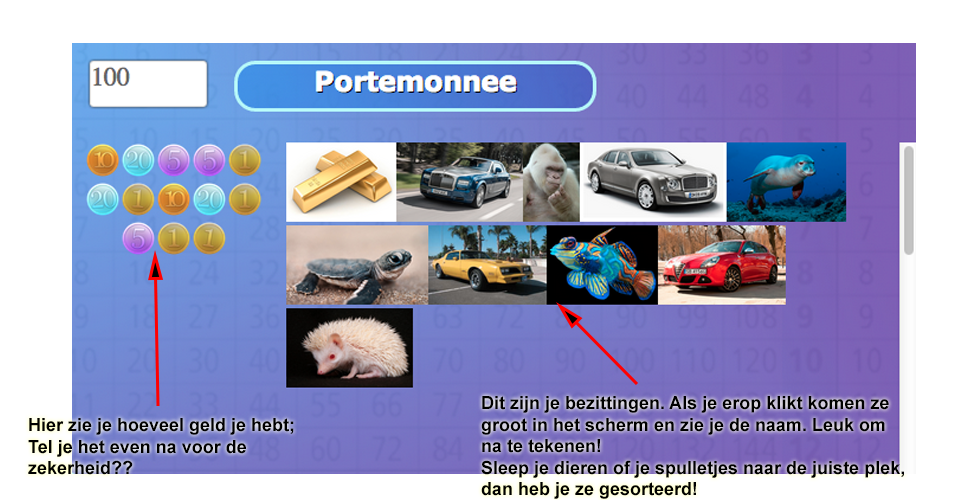 100
Portemonnee
10 20 5 5 1
20 1 10 20 1
5 1 1
Hier zie je hoeveel geld je hebt;
Tel je het even na voor de
zekerheid??
Dit zijn je bezittingen. Als je erop klikt komen ze
groot in het scherm en zie je de naam. Leuk om
na te tekenen!
Sleep je dieren of je spulletjes naar de juiste plek,
dan heb je ze gesorteerd!